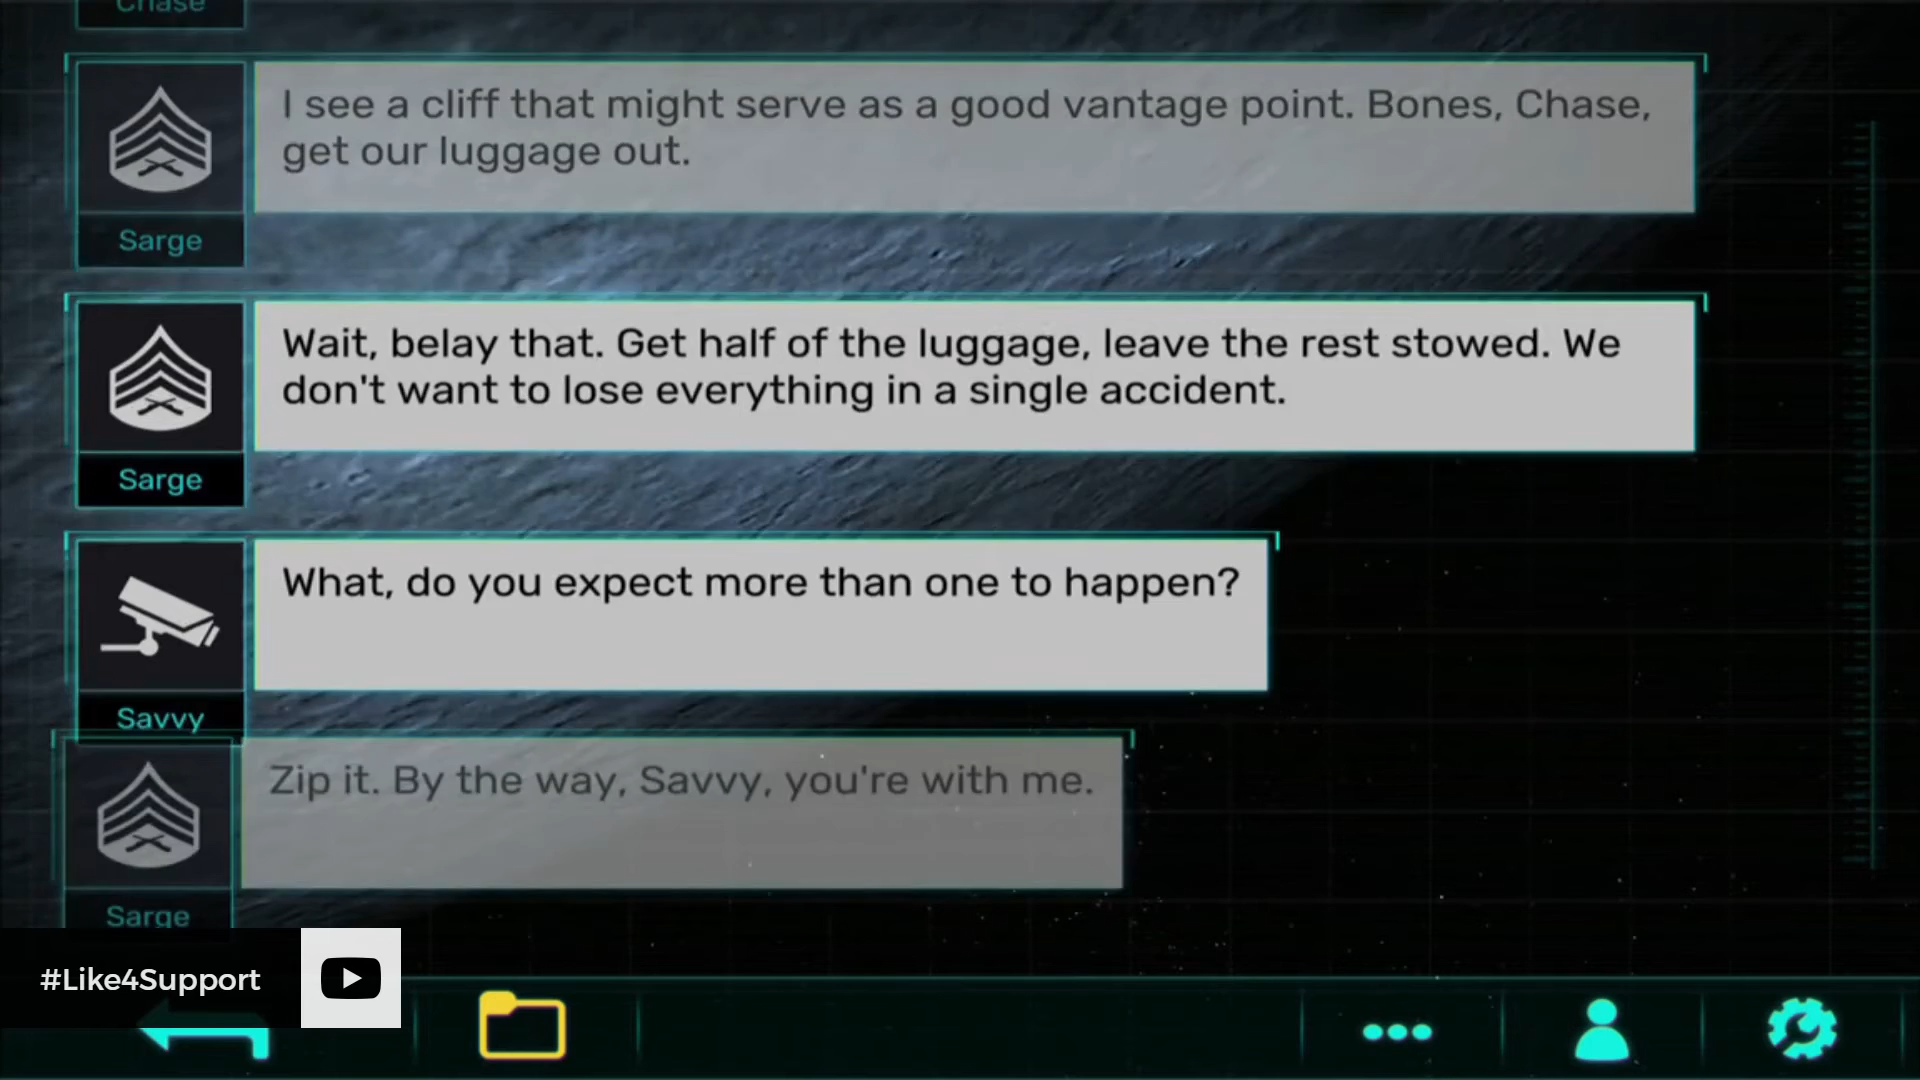 Chase
I see a cliff that might serve as a good vantage point. Bones, Chase,
get our luggage out.
Sarge
Wait, belay that. Get half of the luggage, leave the rest stowed. We
don't want to lose everything in a single accident.
Sarge
What, do you expect more than one to happen?
Savvy
Zip it. By the way, Savvy, you're with me.
Sarge
#Like4Support